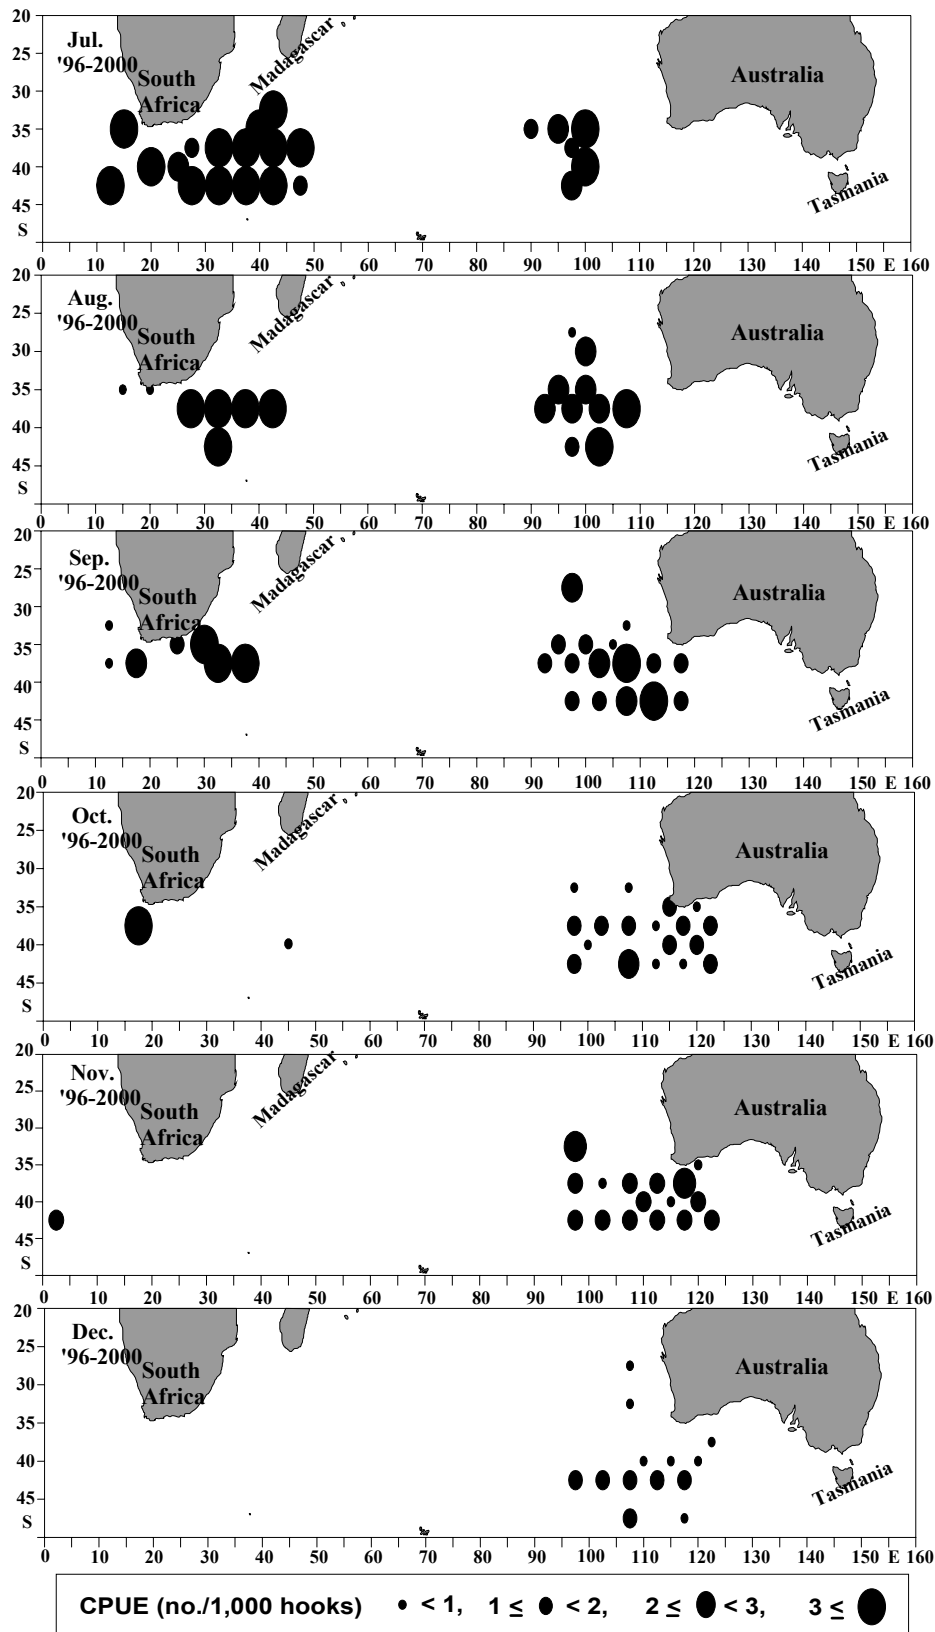 20
Jul.
'96-2000
25
South
Africa
Madagascar
Australia
30
35
40
Tasmania
45
S
0 10 20 30 40 50 60 70 80 90 100 110 120 130 140 150 E 160
20
Aug.
'96-2000
25
South
Africa
Madagascar
Australia
30
35
40
Tasmania
45
S
0 10 20 30 40 50 60 70 80 90 100 110 120 130 140 150 E 160
20
Sep.
'96-2000
25
South
Africa
Madagascar
Australia
30
35
40
Tasmania
45
S
0 10 20 30 40 50 60 70 80 90 100 110 120 130 140 150 E 160
20
Oct.
'96-2000
25
South
Africa
Madagascar
Australia
30
35
40
Tasmania
45
S
0 10 20 30 40 50 60 70 80 90 100 110 120 130 140 150 E 160
20
Nov.
'96-2000
25
South
Africa
Madagascar
Australia
30
35
40
Tasmania
45
S
0 10 20 30 40 50 60 70 80 90 100 110 120 130 140 150 E 160
20
Dec.
'96-2000
25
South
Africa
Australia
30
35
40
Tasmania
45
S
0 10 20 30 40 50 60 70 80 90 100 110 120 130 140 150 E 160
CPUE (no./1,000 hooks) < 1, 1 ≤ < 2, 2 ≤ < 3, 3 ≤